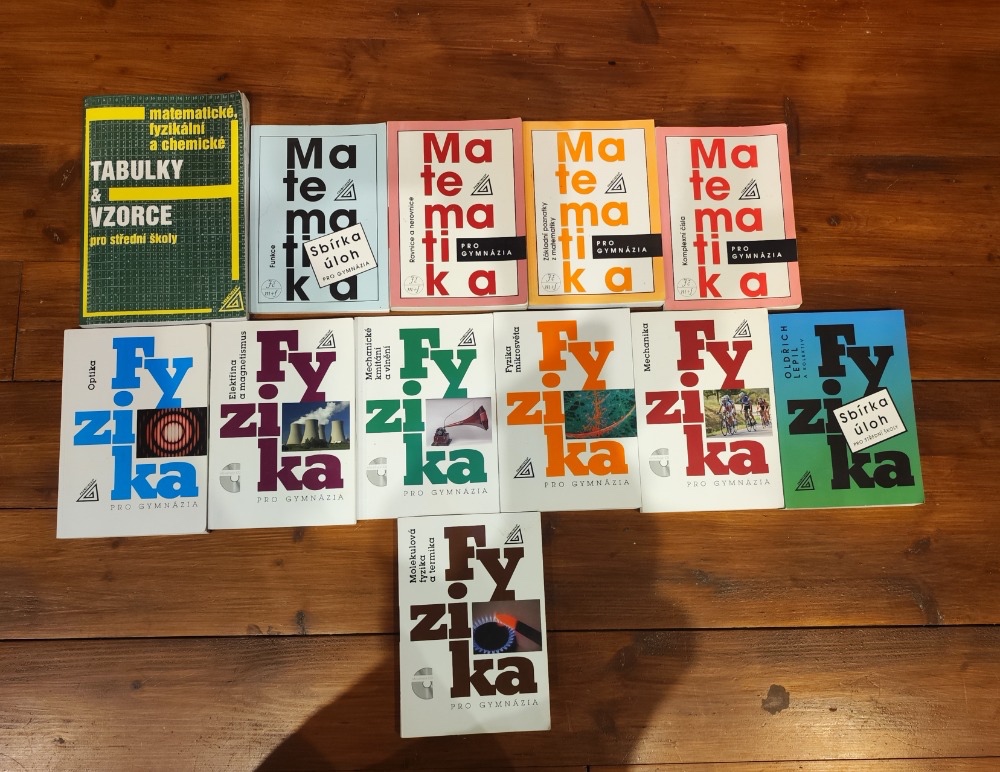 matematické,
fyzikální
a chemické
TABULKY
&
VZORCE
pro střední školy
Ma
te
ma
ti
ka
Funkce
Sbírka
úloh
PRO GYMNÁZIA
Ma
te
ma
ti
ka
Rovnice a nerovnice
PRO
GYMNÁZIA
Ma
te
ma
ti
ka
Základní poznatky
z matematiky
PRO
GYMNÁZIA
Ma
te
ma
ti
ka
Komplexní čísla
PRO
GYMNÁZIA
Optika
Fy
zi
ka
PRO GYMNÁZIA
Elektřina
a magnetismus
Fy
zi
ka
PRO GYMNÁZIA
Mechanické
kmitání
a vlnění
Fy
zi
ka
PRO GYMNÁZIA
Fyzika
mikrosvěta
Fy
zi
ka
PRO GYMNÁZIA
Mechanika
Fy
zi
ka
PRO GYMNÁZIA
OLDŘICH
LEPIL
A KOLEKTIV
Fy
zi
ka
Sbírka
úloh
PRO STŘEDNÍ ŠKOLY
Molekulová
fyzika
a termika
Fy
zi
ka
PRO GYMNÁZIA